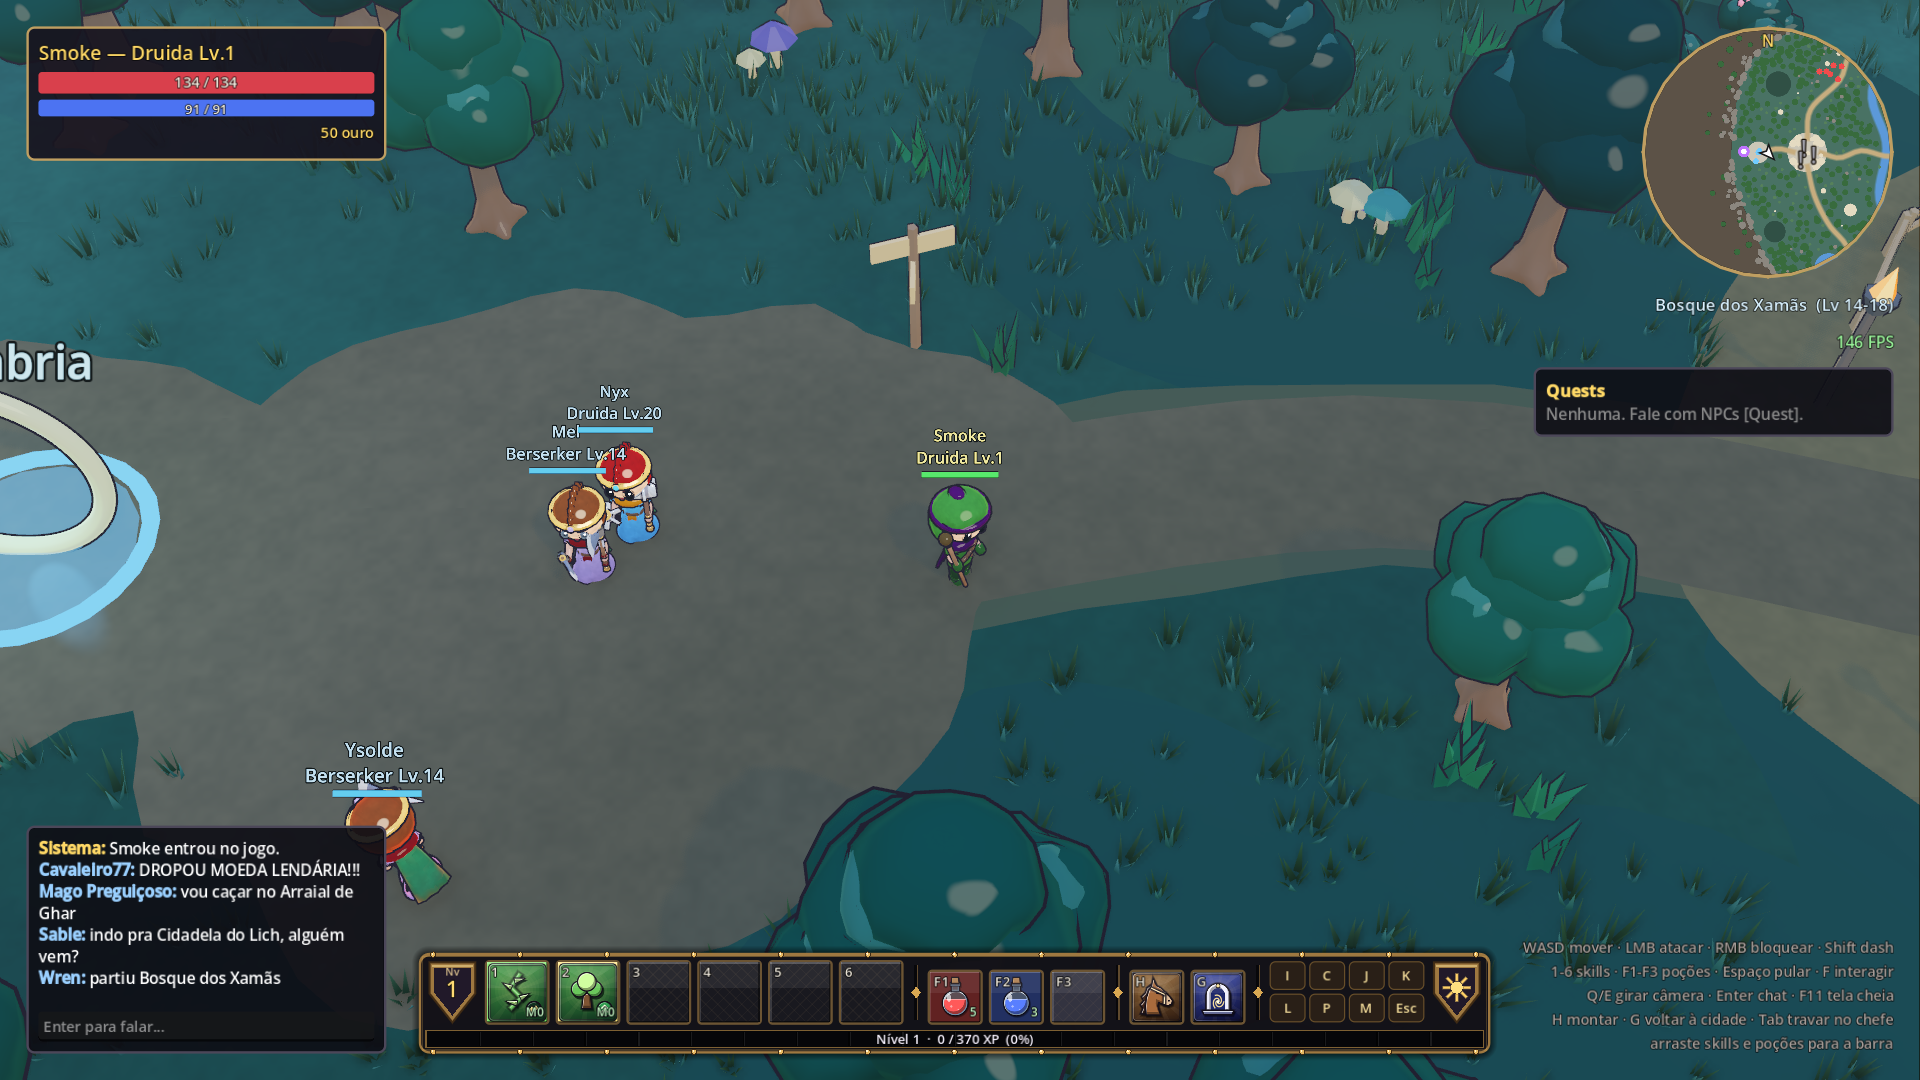 Smoke — Druida Lv.1
134 / 134
91 / 91
50 ouro
N
Bosque dos Xamãs (Lv 14-18)
146 FPS
Quests
Nenhuma. Fale com NPCs [Quest].
bria
Nyx
Druida Lv.20
Mel
Berserker Lv.14
Smoke
Druida Lv.1
Ysolde
Berserker Lv.14
Sistema: Smoke entrou no jogo.
Cavaleiro77: DROPOU MOEDA LENDÁRIA!!!
Mago Preguiçoso: vou caçar no Arraial de
Ghar
Sable: indo pra Cidadela do Lich, alguém
vem?
Wren: partiu Bosque dos Xamãs
Enter para falar...
Nv
1
1 M0
2 M0
3
4
5
6
F1 5
F2 3
F3
H
G
I C J K
L P M Esc
Nível 1 · 0 / 370 XP (0%)
WASD mover · LMB atacar · RMB bloquear · Shift dash
1-6 skills · F1-F3 poções · Espaço pular · F interagir
Q/E girar câmera · Enter chat · F11 tela cheia
H montar · G voltar à cidade · Tab travar no chefe
arraste skills e poções para a barra